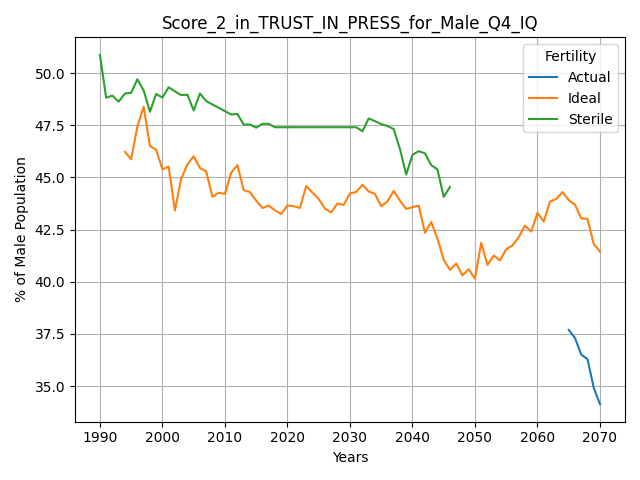 Score_2_in_TRUST_IN_PRESS_for_Male_Q4_IQ
Fertility
Actual
Ideal
Sterile
% of Male Population
50.0
47.5
45.0
42.5
40.0
37.5
35.0
1990 2000 2010 2020 2030 2040 2050 2060 2070
Years